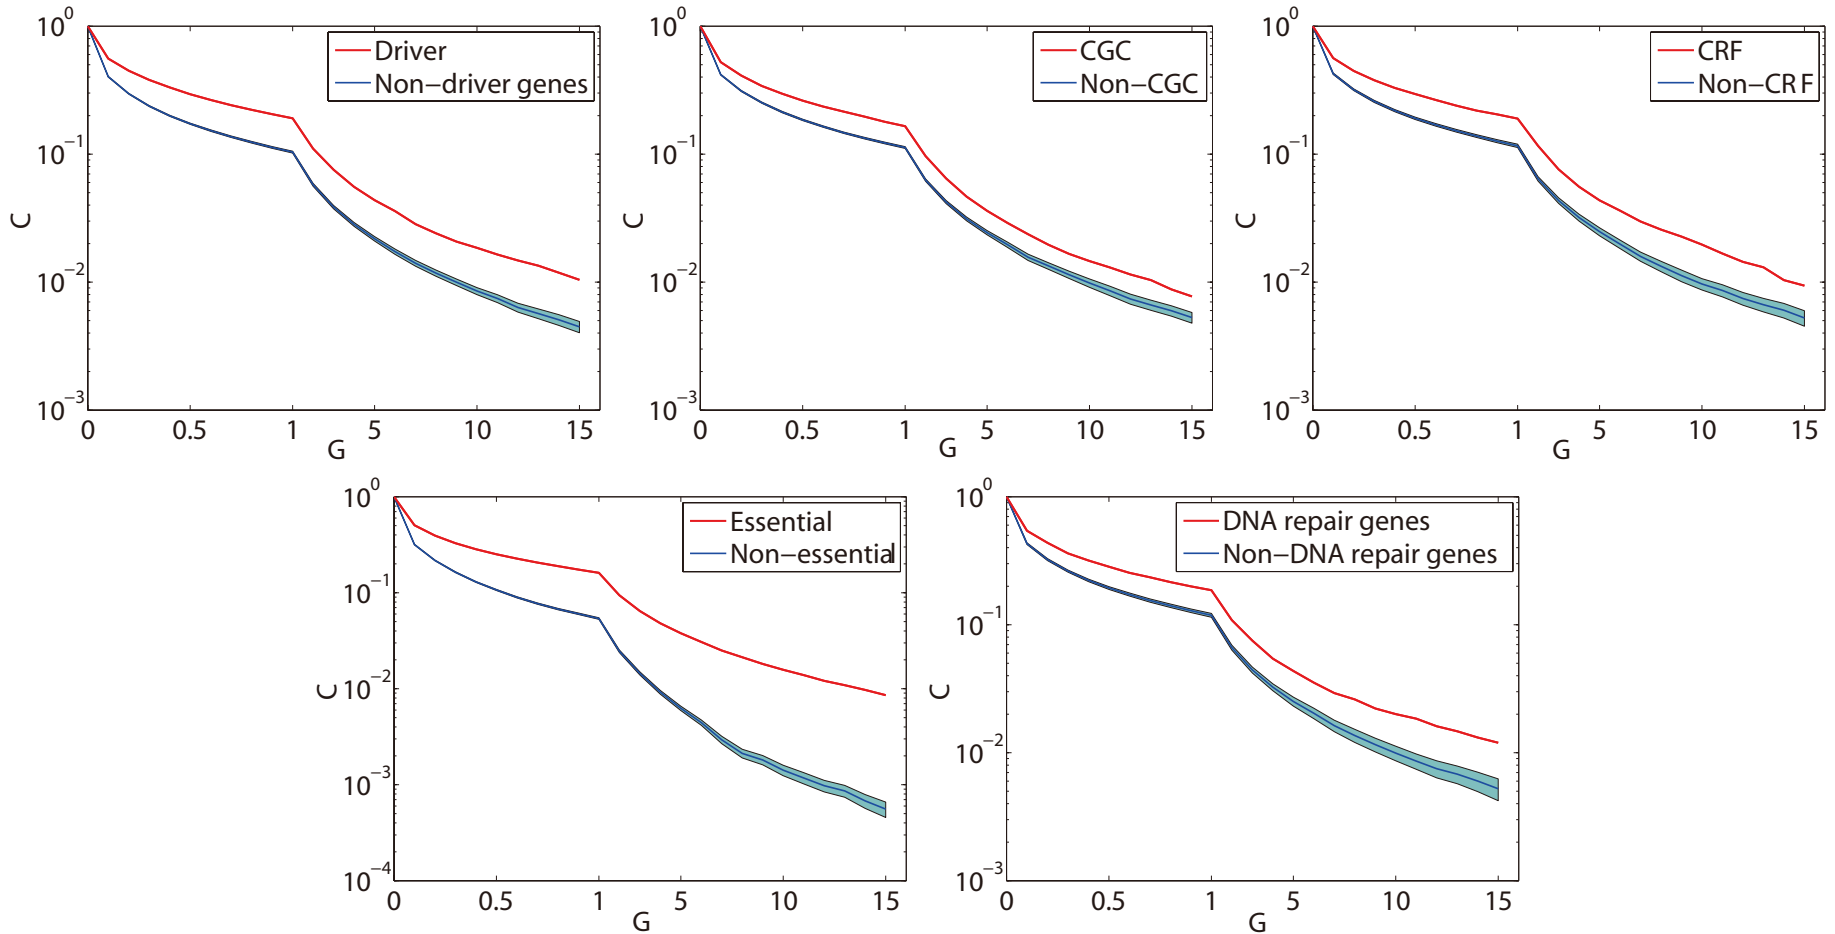 10^0
10^−1
10^−2
10^−3
C
0 0.5 1 5 10 15
G
Driver
Non−driver genes
10^0
10^−1
10^−2
10^−3
C
0 0.5 1 5 10 15
G
CGC
Non−CGC
10^0
10^−1
10^−2
10^−3
C
0 0.5 1 5 10 15
G
CRF
Non−CR F
10^0
10^−1
10^−2
10^−3
10^−4
C
0 0.5 1 5 10 15
G
Essential
Non−essential
10^0
10^−1
10^−2
10^−3
C
0 0.5 1 5 10 15
G
DNA repair genes
Non−DNA repair genes